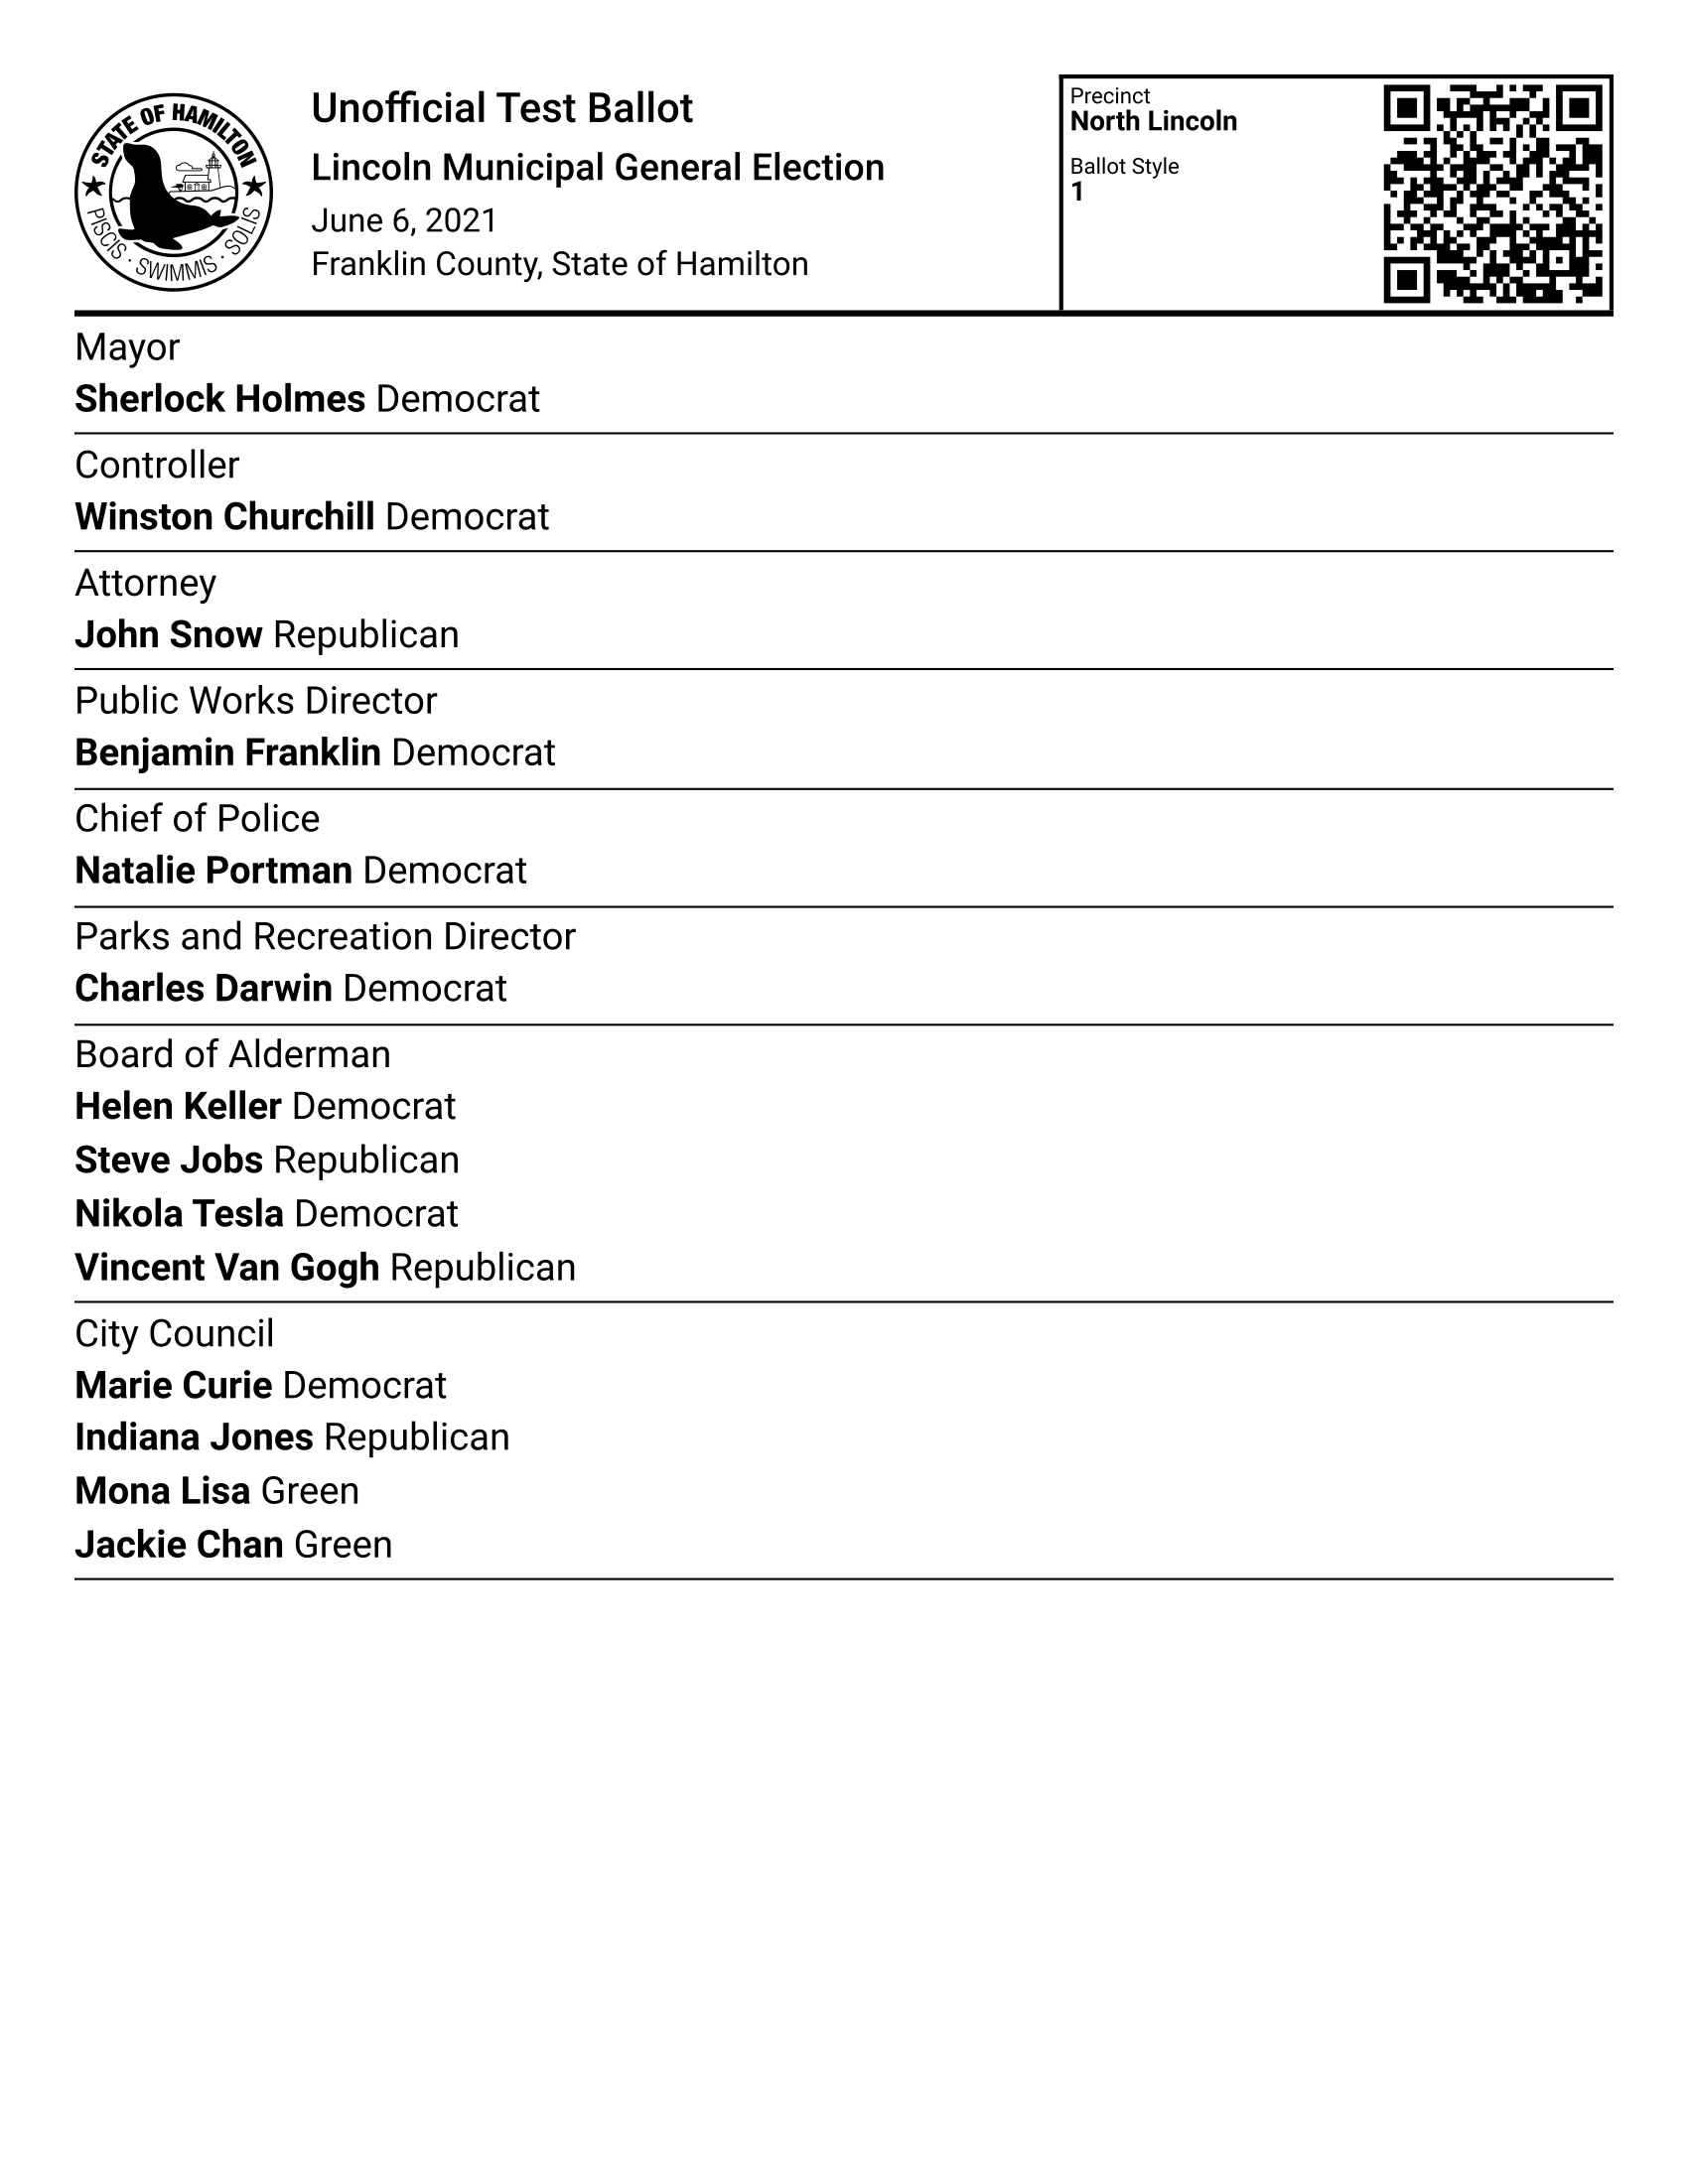 STATE OF HAMILTON
PISCIS · SWIMMIS · SOLIS
Unofficial Test Ballot
Lincoln Municipal General Election
June 6, 2021
Franklin County, State of Hamilton
Precinct
North Lincoln
Ballot Style
1
Mayor
Sherlock Holmes Democrat
Controller
Winston Churchill Democrat
Attorney
John Snow Republican
Public Works Director
Benjamin Franklin Democrat
Chief of Police
Natalie Portman Democrat
Parks and Recreation Director
Charles Darwin Democrat
Board of Alderman
Helen Keller Democrat
Steve Jobs Republican
Nikola Tesla Democrat
Vincent Van Gogh Republican
City Council
Marie Curie Democrat
Indiana Jones Republican
Mona Lisa Green
Jackie Chan Green